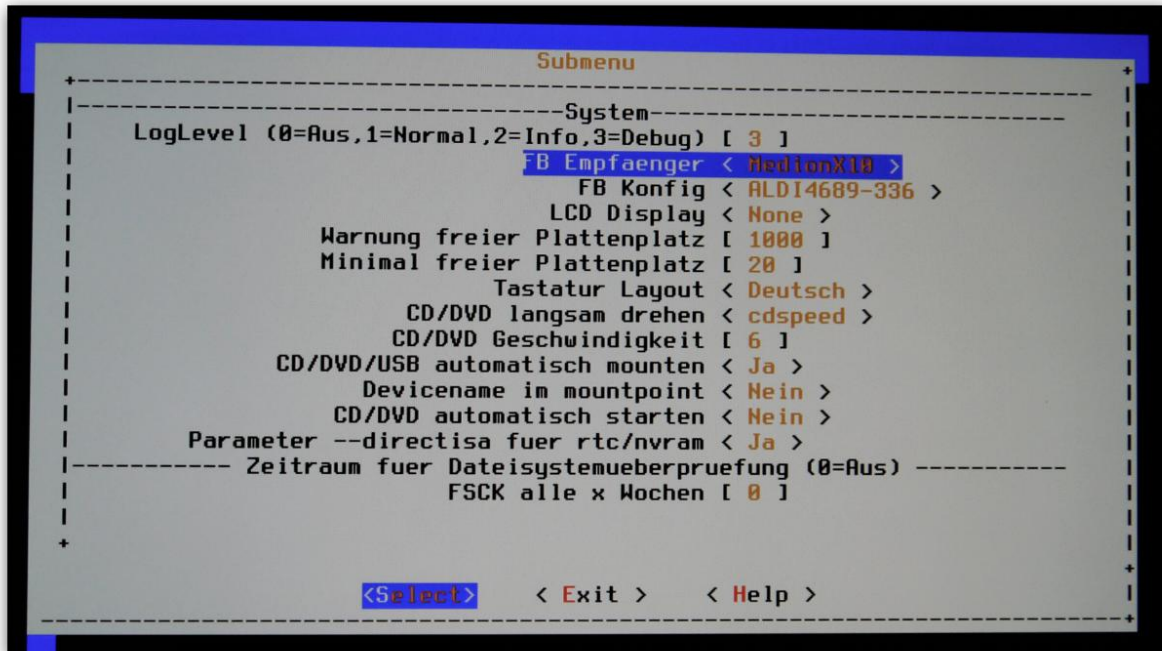 Submenu
System
LogLevel (0=Aus,1=Normal,2=Info,3=Debug) [ 3 ]
FB Empfaenger < MedionX10 >
FB Konfig < ALDI4689-336 >
LCD Display < None >
Warnung freier Plattenplatz [ 1000 ]
Minimal freier Plattenplatz [ 20 ]
Tastatur Layout < Deutsch >
CD/DVD langsam drehen < cdspeed >
CD/DVD Geschwindigkeit [ 6 ]
CD/DVD/USB automatisch mounten < Ja >
Devicename im mountpoint < Nein >
CD/DVD automatisch starten < Nein >
Parameter --directisa fuer rtc/nvram < Ja >
Zeitraum fuer Dateisystemueberpruefung (0=Aus)
FSCK alle x Wochen [ 0 ]
<Select> < Exit > < Help >